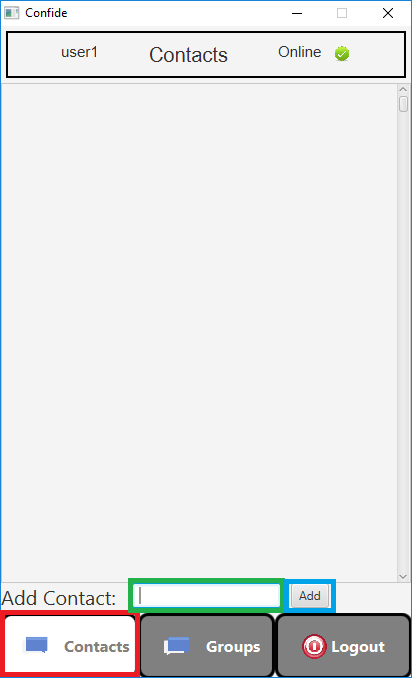 Confide
user1 Contacts Online
Add Contact: Add
Contacts Groups Logout